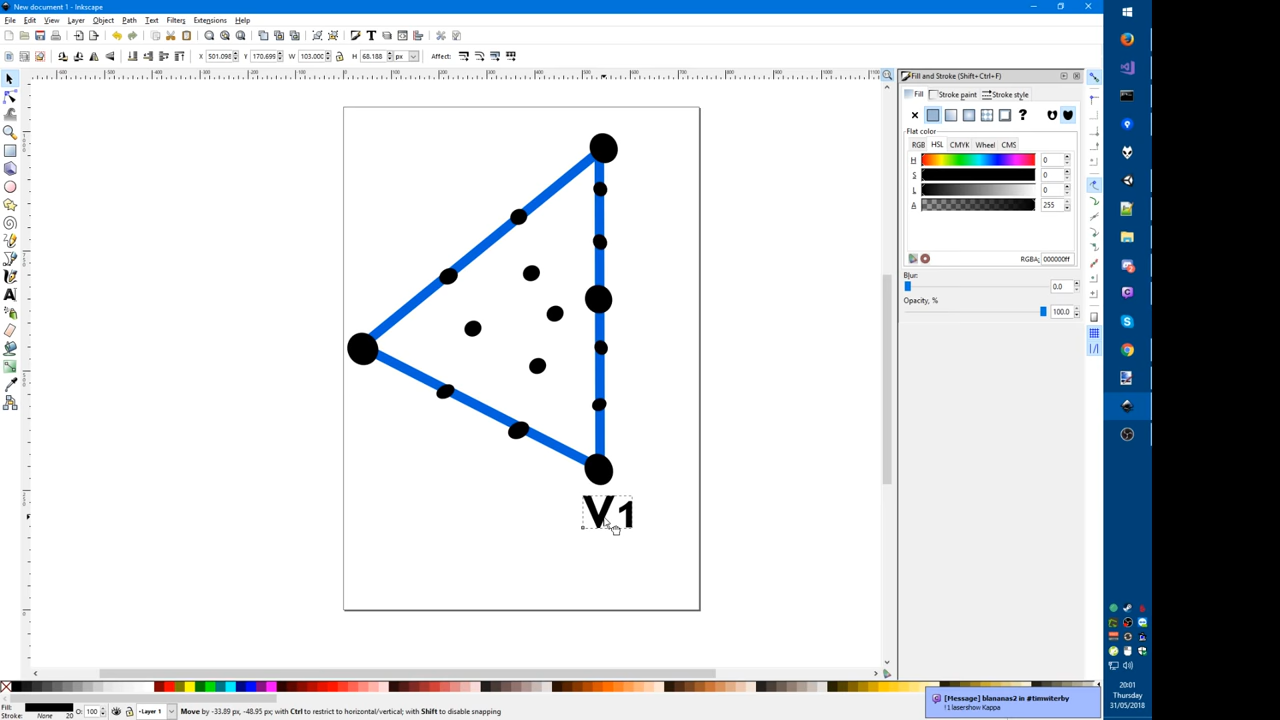 New document 1 - Inkscape
File Edit View Layer Object Path Text Filters Extensions Help
X 501.098 Y 170.699 W 103.000 H 68.188 px Affect:
Fill and Stroke (Shift+Ctrl+F)
Fill Stroke paint Stroke style
Flat color
RGB HSL CMYK Wheel CMS
H 0
S 0
L 0
A 255
RGBA: 000000ff
Blur:
0.0
Opacity, %
100.0
V1
Fill:
Stroke: None 20
O: 100
Layer 1
Move by -33.89 px, -48.95 px; with Ctrl to restrict to horizontal/vertical; with Shift to disable snapping
[Message] blananas2 in #timwiterby
!1 lasershow Kappa
20:01
Thursday
31/05/2018